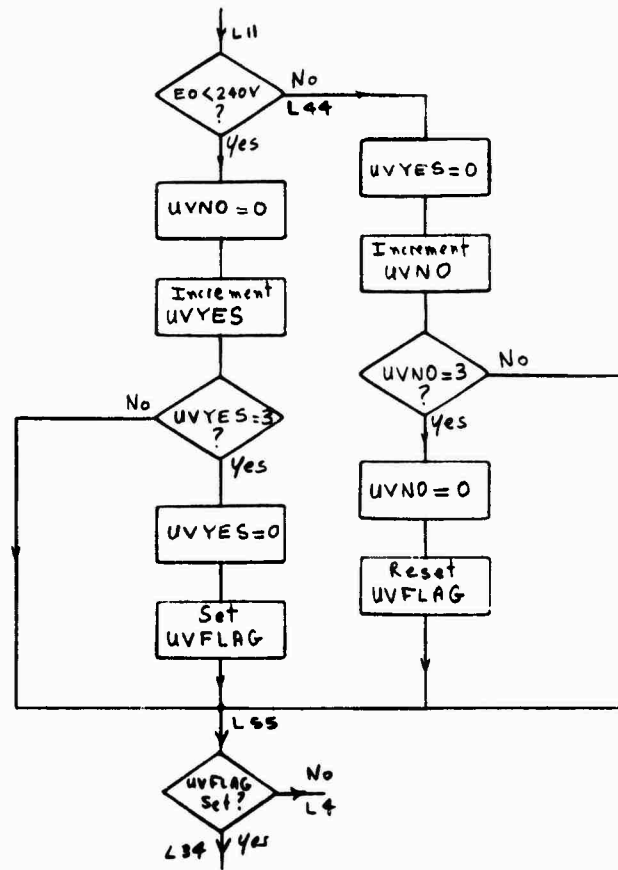 L11
EO<240V
?
No
L44
Yes
UVNO=0
Increment
UVYES
No
UVYES=3
?
Yes
UVYES=0
Set
UVFLAG
UVYES=0
Increment
UVNO
UVNO=3
?
No
Yes
UVNO=0
Reset
UVFLAG
L55
UVFLAG
Set?
No
L4
L34
Yes